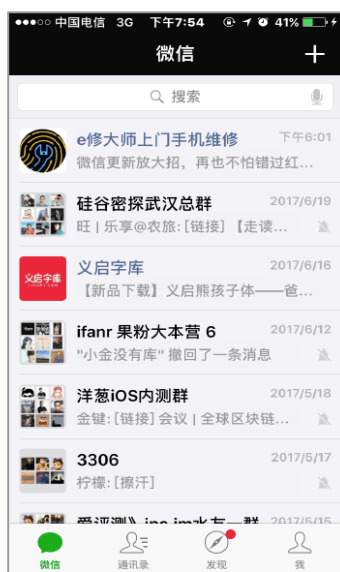 中国电信 3G 下午7:54 41%
微信
搜索
e修大师上门手机维修 下午6:01
微信更新放大招，再也不怕错过红...
硅谷密探武汉总群 2017/6/19
旺 | 乐享@农旅: [链接] 【走读...
义启字库
义启字库 2017/6/16
【新品下载】义启熊孩子体——爸...
ifanr 果粉大本营 6 2017/6/12
"小金没有库" 撤回了一条消息
洋葱iOS内测群 2017/5/18
金键: [链接] 会议 | 全球区块链...
3306 2017/5/17
柠檬: [擦汗]
2017/5/15
微信 通讯录 发现 我